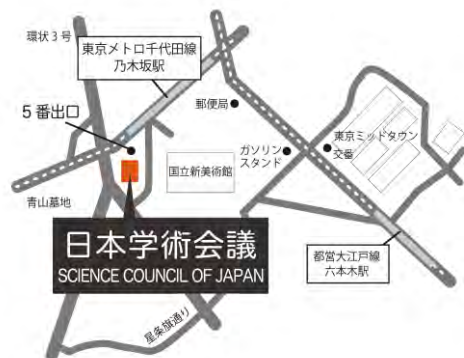 環状3号
東京メトロ千代田線
乃木坂駅
5番出口
郵便局
ガソリン
スタンド
東京ミッドタウン
交番
国立新美術館
青山墓地
日本学術会議
SCIENCE COUNCIL OF JAPAN
都営大江戸線
六本木駅
星条旗通り